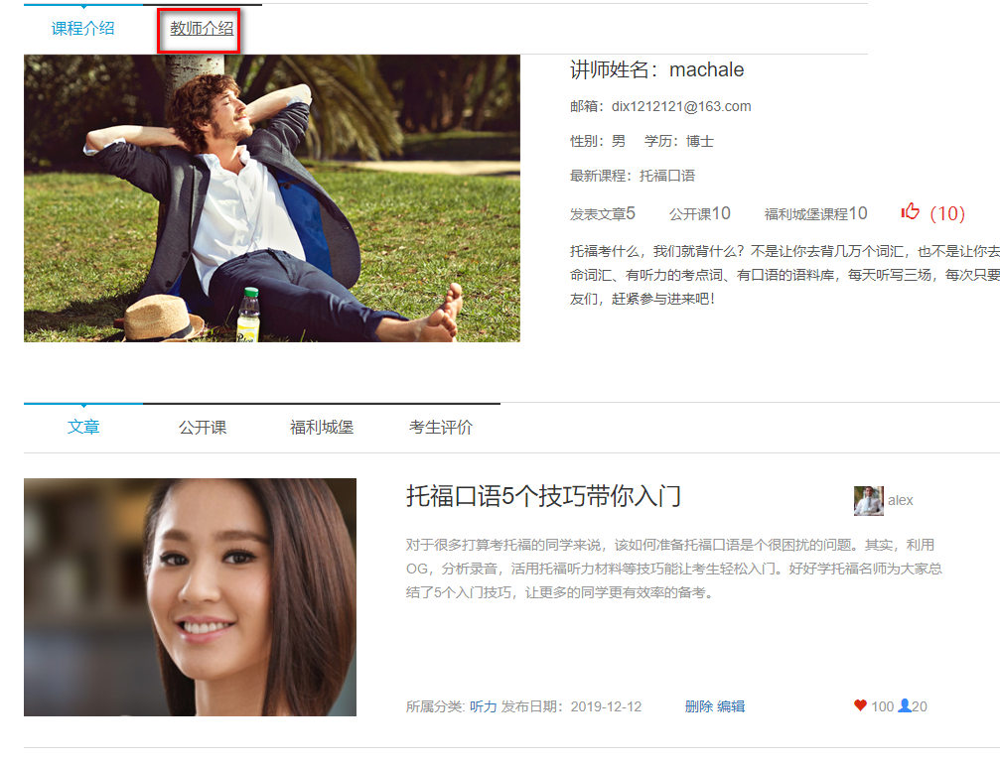 课程介绍 教师介绍
讲师姓名：machale
邮箱：dix1212121@163.com
性别：男 学历：博士
最新课程：托福口语
发表文章5 公开课10 福利城堡课程10 （10）
托福考什么，我们就背什么？不是让你去背几万个词汇，也不是让你去
命词汇、有听力的考点词、有口语的语料库，每天听写三场，每次只要
友们，赶紧参与进来吧！
文章 公开课 福利城堡 考生评价
托福口语5个技巧带你入门
alex
对于很多打算考托福的同学来说，该如何准备托福口语是个很困扰的问题。其实，利用
OG，分析录音，活用托福听力材料等技巧能让考生轻松入门。好好学托福名师为大家总
结了5个入门技巧，让更多的同学更有效率的备考。
所属分类: 听力 发布日期：2019-12-12 删除 编辑 100 20